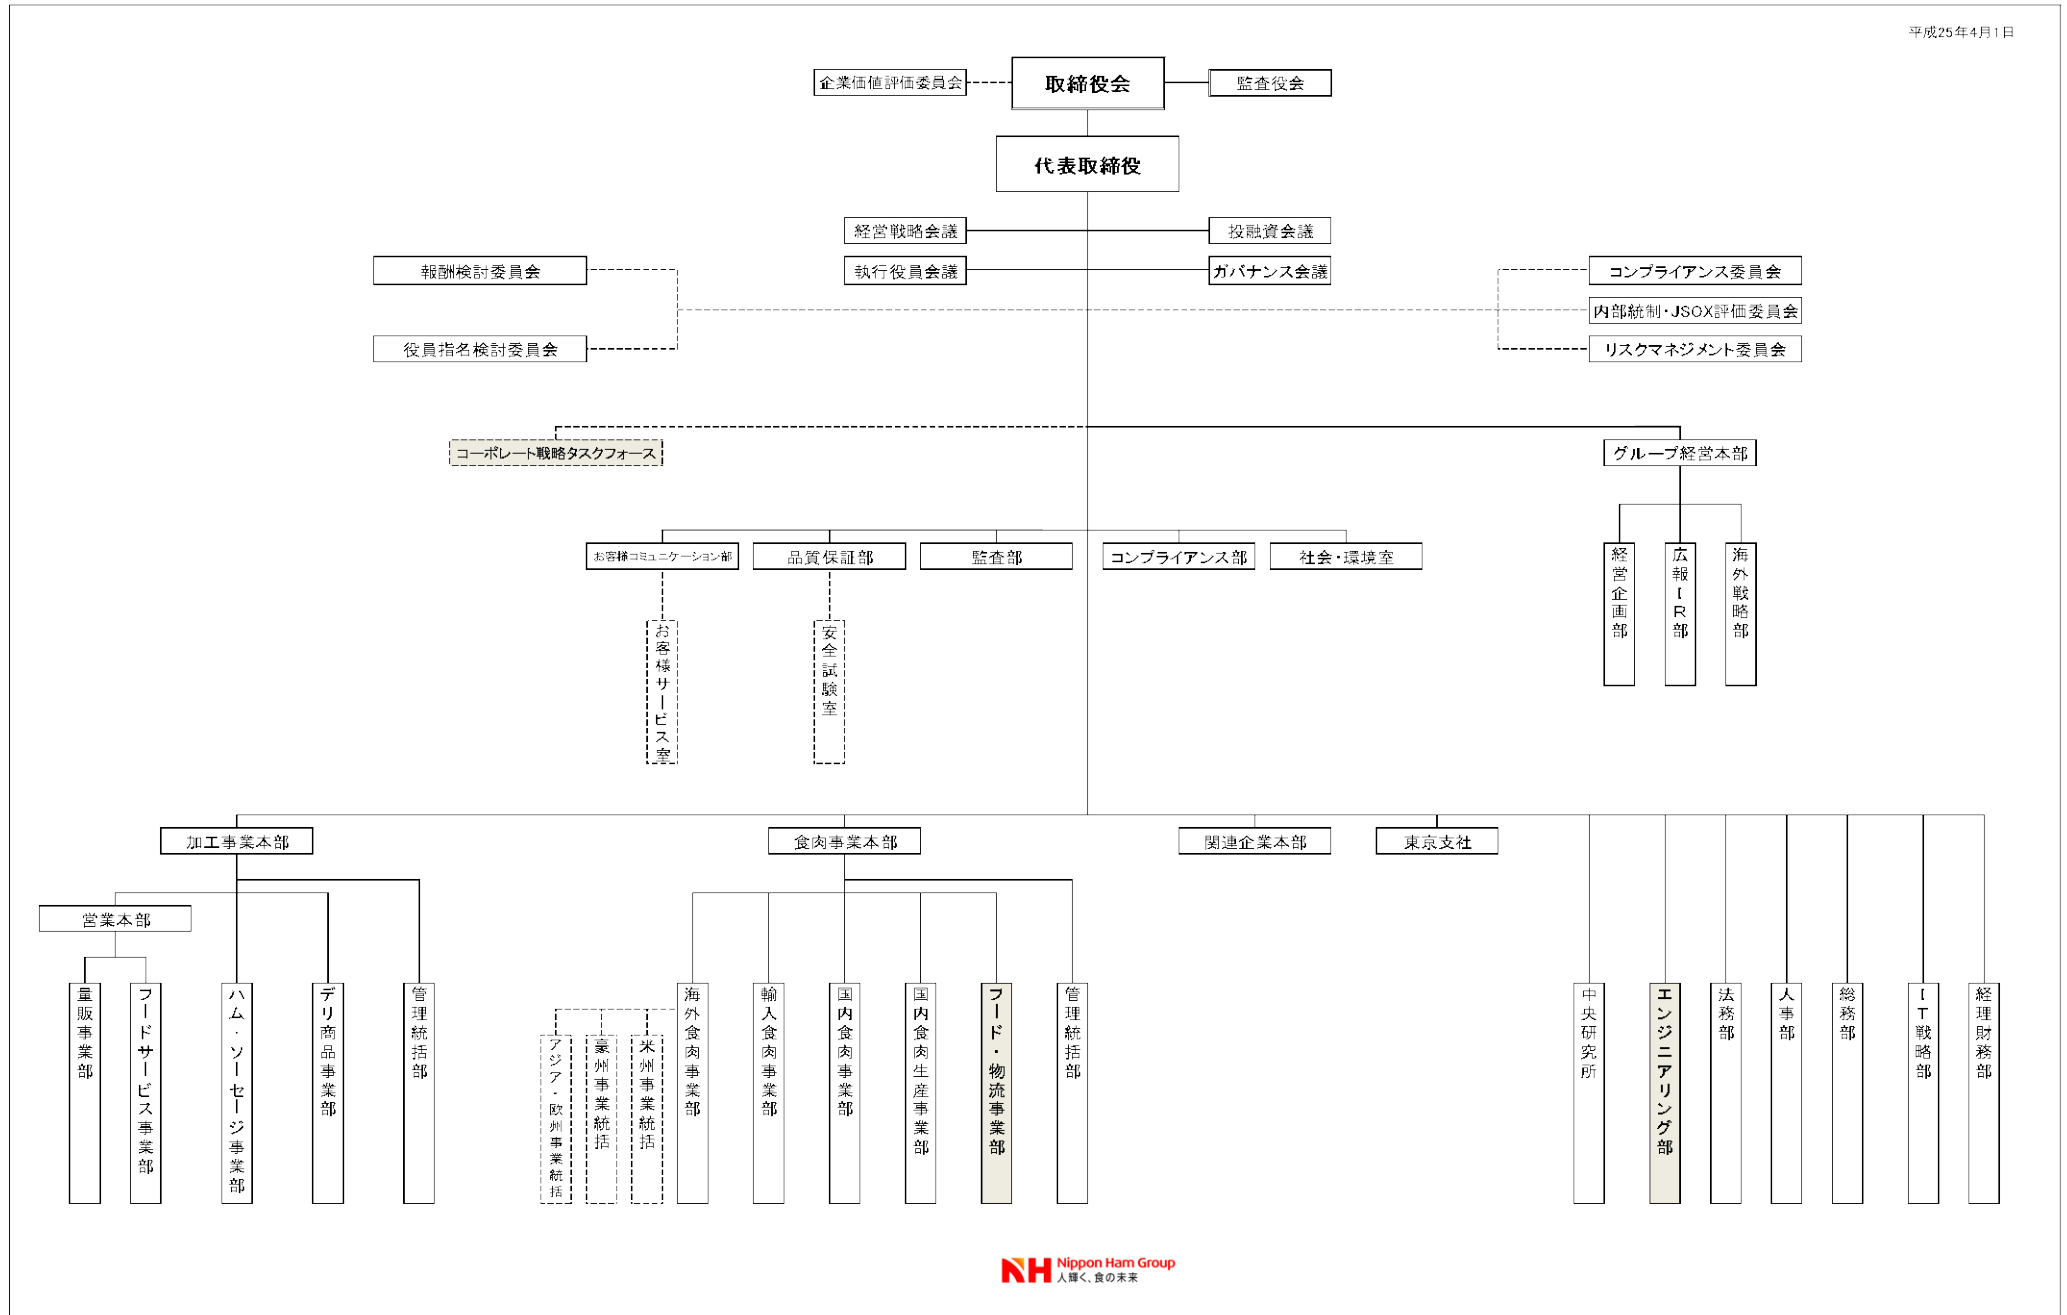 平成25年4月1日
企業価値評価委員会
取締役会
監査役会
代表取締役
経営戦略会議
投融資会議
執行役員会議
ガバナンス会議
報酬検討委員会
コンプライアンス委員会
内部統制・JSOX評価委員会
役員指名検討委員会
リスクマネジメント委員会
コーポレート戦略タスクフォース
グループ経営本部
お客様コミュニケーション部
品質保証部
監査部
コンプライアンス部
社会・環境室
経営企画部
広報IR部
海外戦略部
お客様サービス室
安全試験室
加工事業本部
食肉事業本部
関連企業本部
東京支社
営業本部
量販事業部
フードサービス事業部
ハム・ソーセージ事業部
デリ商品事業部
管理統括部
アジア・欧州事業統括
豪州事業統括
米州事業統括
海外食肉事業部
輸入食肉事業部
国内食肉事業部
国内食肉生産事業部
フード・物流事業部
管理統括部
中央研究所
エンジニアリング部
法務部
人事部
総務部
IT戦略部
経理財務部
NH Nippon Ham Group
人輝く、食の未来